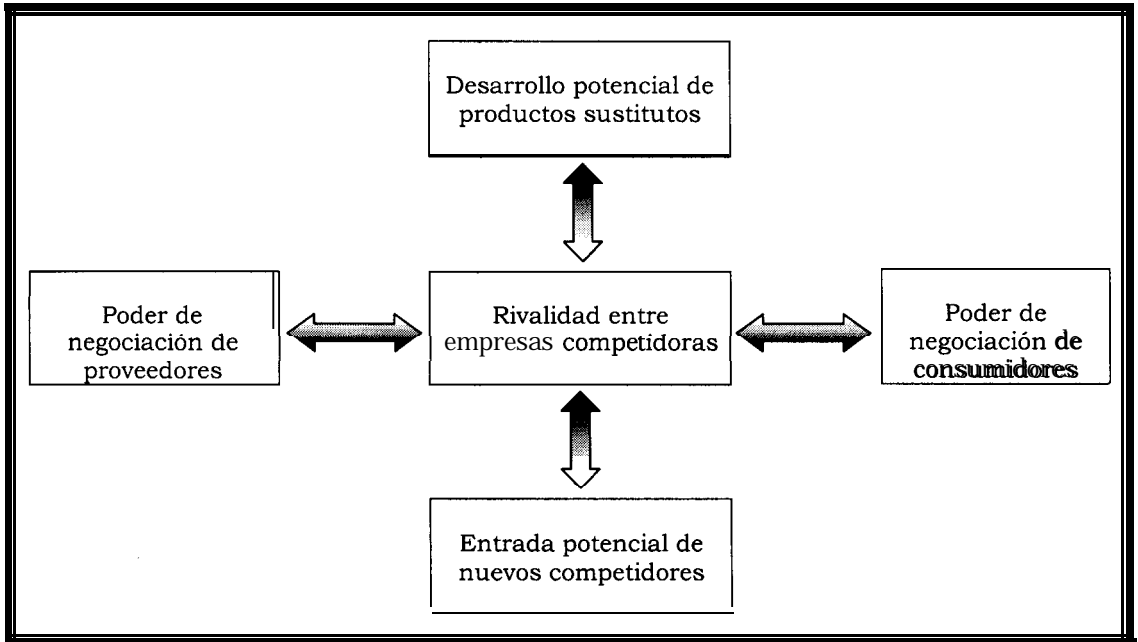 Desarrollo potencial de
productos sustitutos
Poder de
negociación de
proveedores
Rivalidad entre
empresas competidoras
Poder de
negociación de
consumidores
Entrada potencial de
nuevos competidores